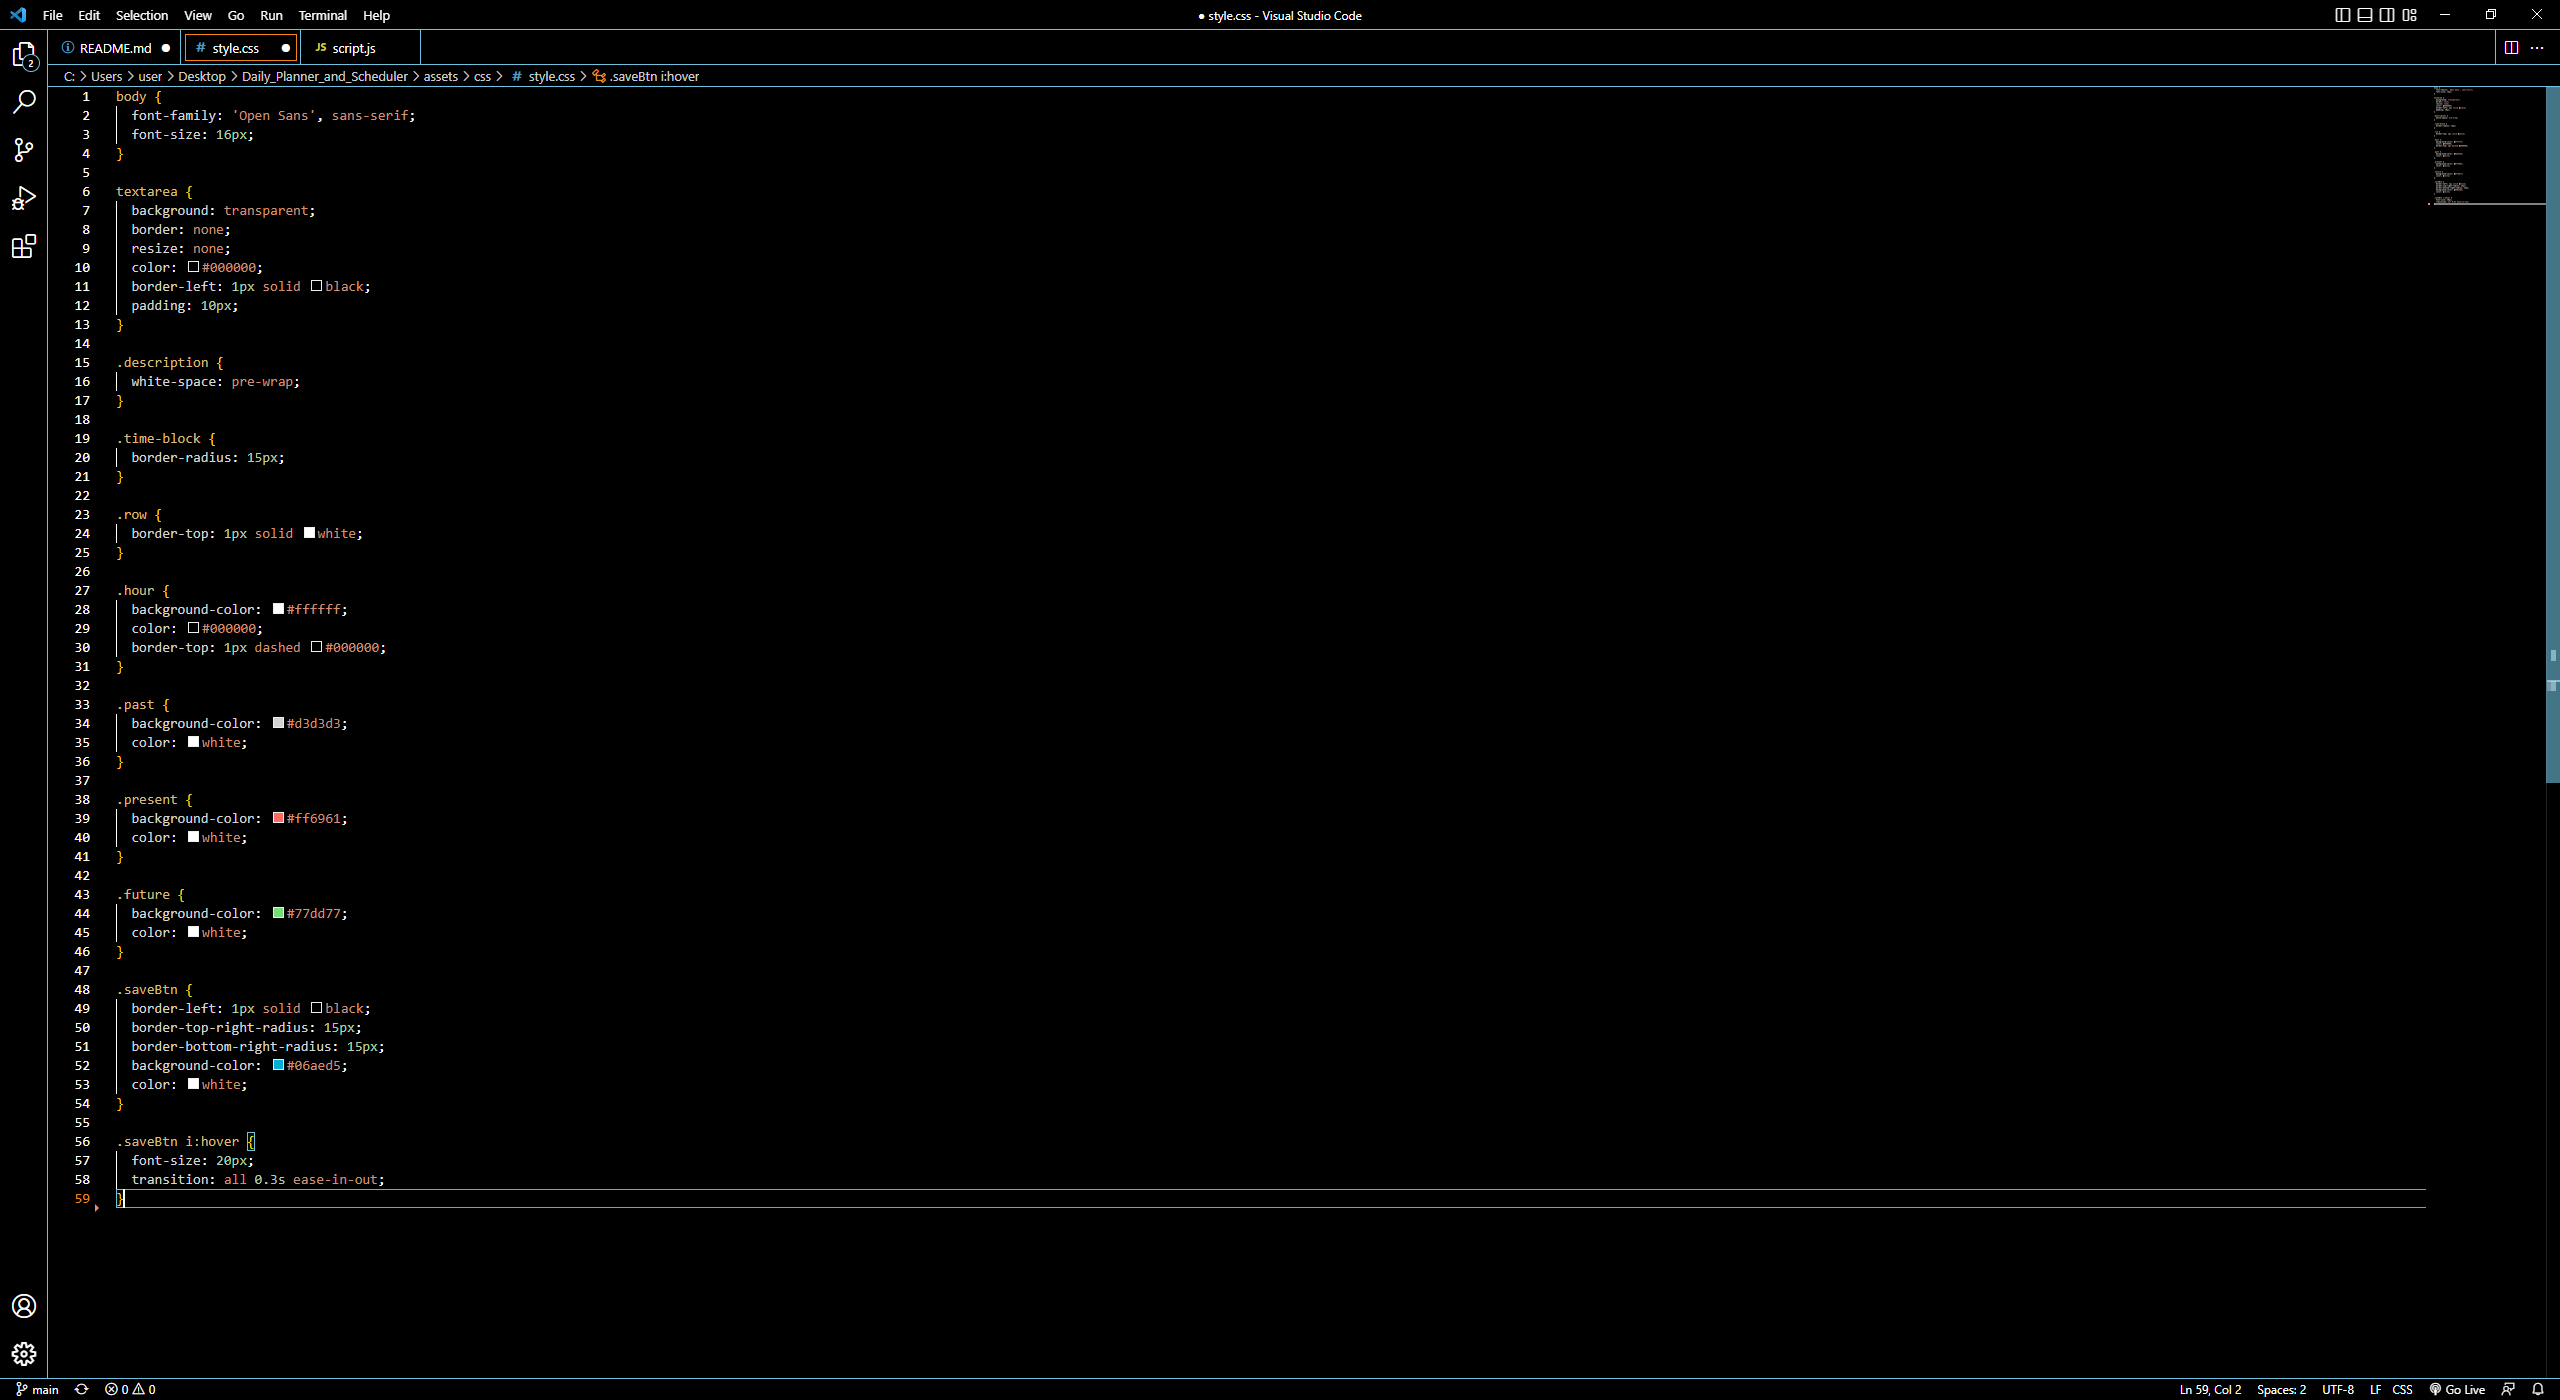 File Edit Selection View Go Run Terminal Help
● style.css - Visual Studio Code
README.md ●
# style.css ●
JS script.js
C: > Users > user > Desktop > Daily_Planner_and_Scheduler > assets > css > # style.css > .saveBtn i:hover
2
1 body {
2 font-family: 'Open Sans', sans-serif;
3 font-size: 16px;
4 }
5
6 textarea {
7 background: transparent;
8 border: none;
9 resize: none;
10 color: #000000;
11 border-left: 1px solid black;
12 padding: 10px;
13 }
14
15 .description {
16 white-space: pre-wrap;
17 }
18
19 .time-block {
20 border-radius: 15px;
21 }
22
23 .row {
24 border-top: 1px solid white;
25 }
26
27 .hour {
28 background-color: #ffffff;
29 color: #000000;
30 border-top: 1px dashed #000000;
31 }
32
33 .past {
34 background-color: #d3d3d3;
35 color: white;
36 }
37
38 .present {
39 background-color: #ff6961;
40 color: white;
41 }
42
43 .future {
44 background-color: #77dd77;
45 color: white;
46 }
47
48 .saveBtn {
49 border-left: 1px solid black;
50 border-top-right-radius: 15px;
51 border-bottom-right-radius: 15px;
52 background-color: #06aed5;
53 color: white;
54 }
55
56 .saveBtn i:hover {
57 font-size: 20px;
58 transition: all 0.3s ease-in-out;
59 }
main 0 0 Ln 59, Col 2 Spaces: 2 UTF-8 LF CSS Go Live